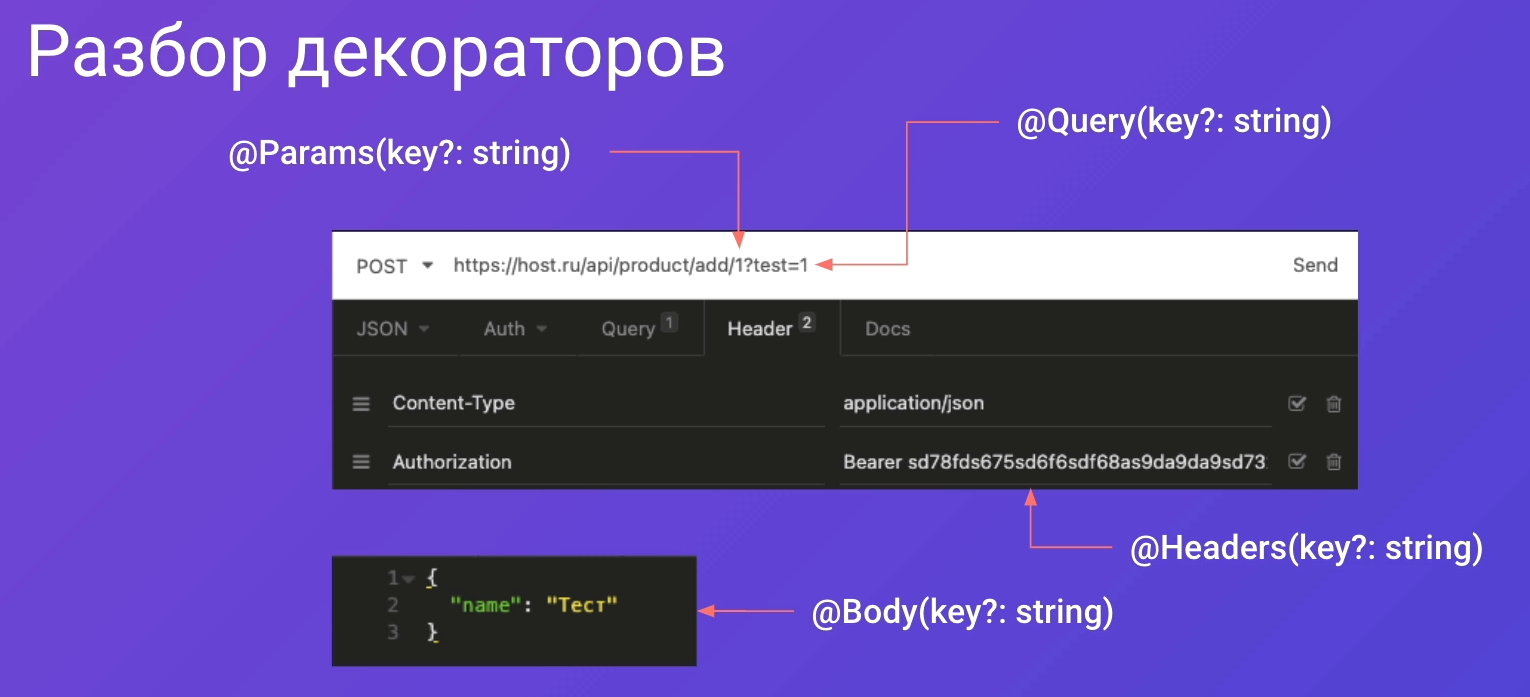 Разбор декораторов
@Query(key?: string)
@Params(key?: string)
POST https://host.ru/api/product/add/1?test=1 Send
JSON Auth Query 1 Header 2 Docs
Content-Type application/json
Authorization Bearer sd78fds675sd6f6sdf68as9da9da9sd73
@Headers(key?: string)
1 {
2 "name": "Тест"
3 }
@Body(key?: string)